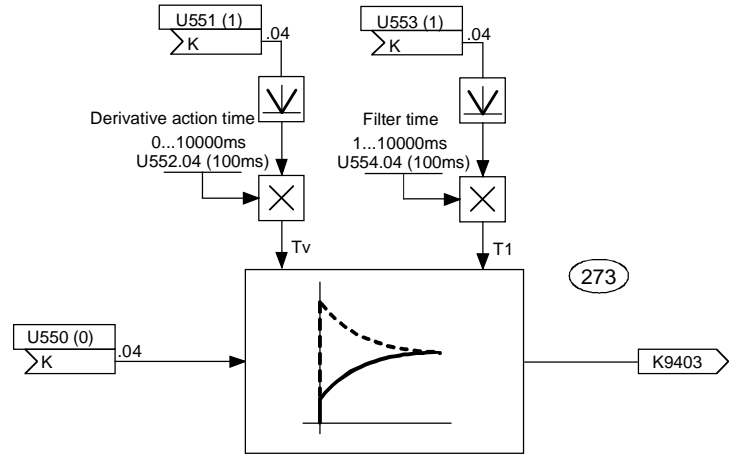 U551 (1)
.04
K
U553 (1)
.04
K
Derivative action time
0...10000ms
U552.04 (100ms)
Filter time
1...10000ms
U554.04 (100ms)
Tv
T1
273
U550 (0)
.04
K
K9403